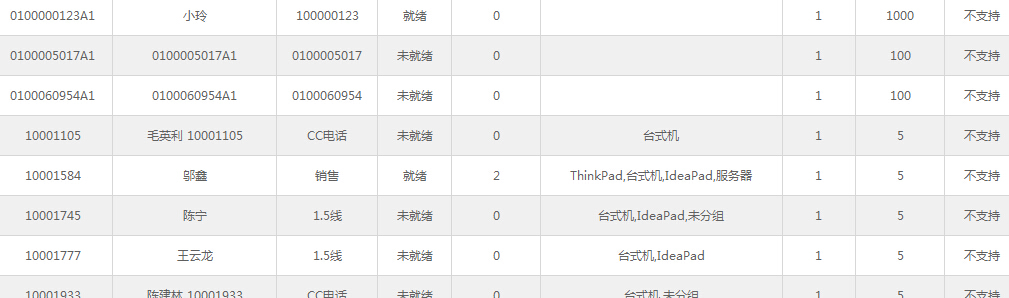 0100000123A1 小玲 100000123 就绪 0 1 1000 不支持
0100005017A1 0100005017A1 0100005017 未就绪 0 1 100 不支持
0100060954A1 0100060954A1 0100060954 未就绪 0 1 100 不支持
10001105 毛英利 10001105 CC电话 未就绪 0 台式机 1 5 不支持
10001584 邬鑫 销售 就绪 2 ThinkPad,台式机,IdeaPad,服务器 1 5 不支持
10001745 陈宁 1.5线 未就绪 0 台式机,IdeaPad,未分组 1 5 不支持
10001777 王云龙 1.5线 未就绪 0 台式机,IdeaPad 1 5 不支持
10001933 陈建林 10001933 CC电话 未就绪 0 台式机,未分组 1 5 不支持